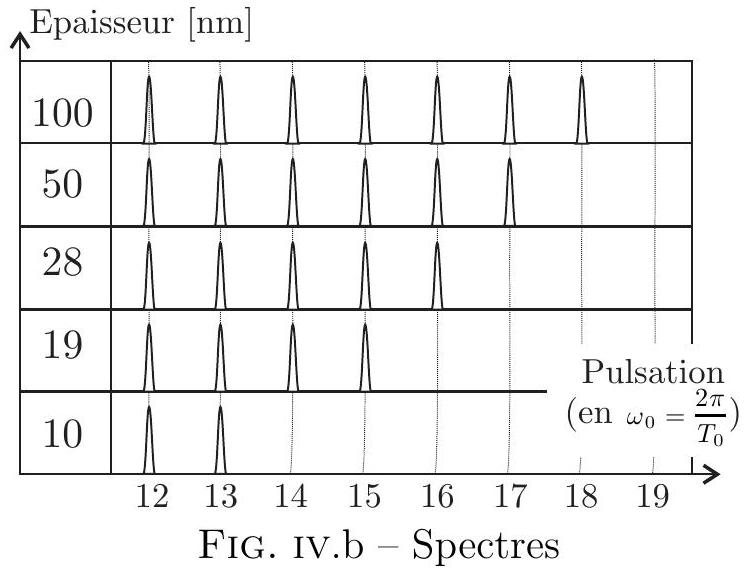 Epaisseur [nm]
100
50
28
19
Pulsation
(en ω₀ = 2π/T₀)
10
12 13 14 15 16 17 18 19
FIG. IV.b – Spectres